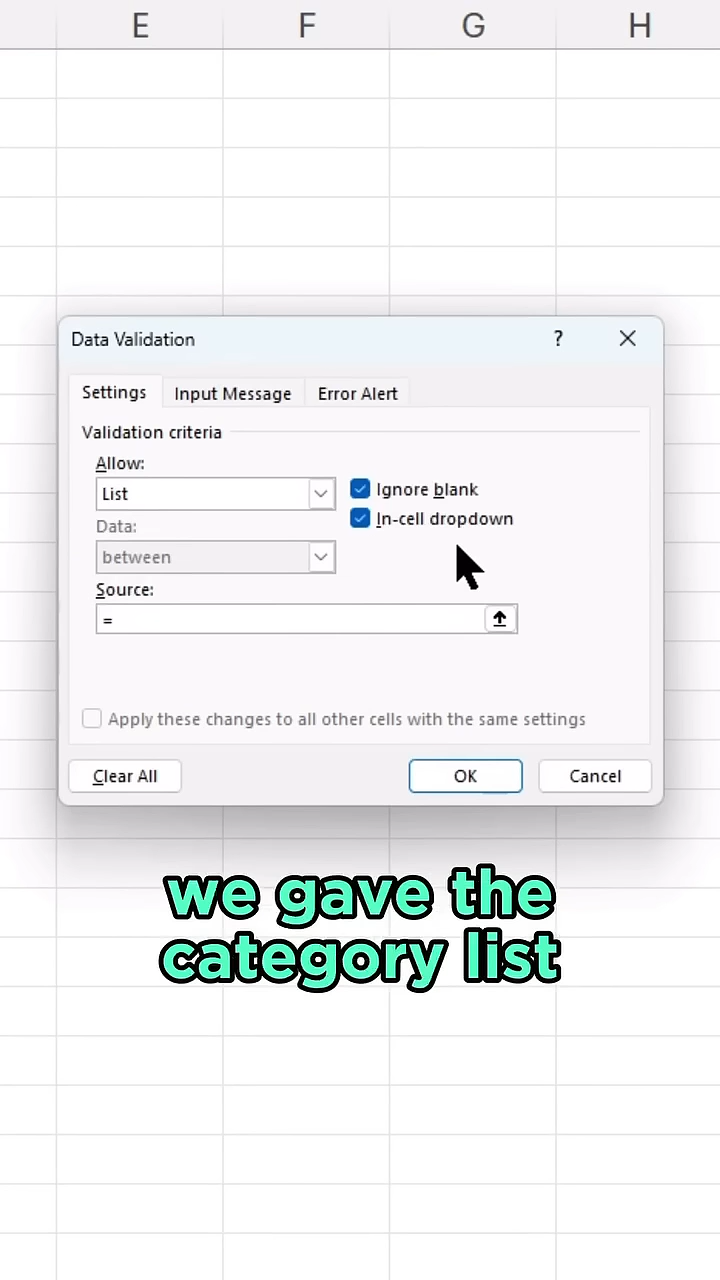 E F G H
Data Validation ?
Settings Input Message Error Alert
Validation criteria
Allow:
List Ignore blank
In-cell dropdown
Data:
between
Source:
=
Apply these changes to all other cells with the same settings
Clear All OK Cancel
we gave the
category list